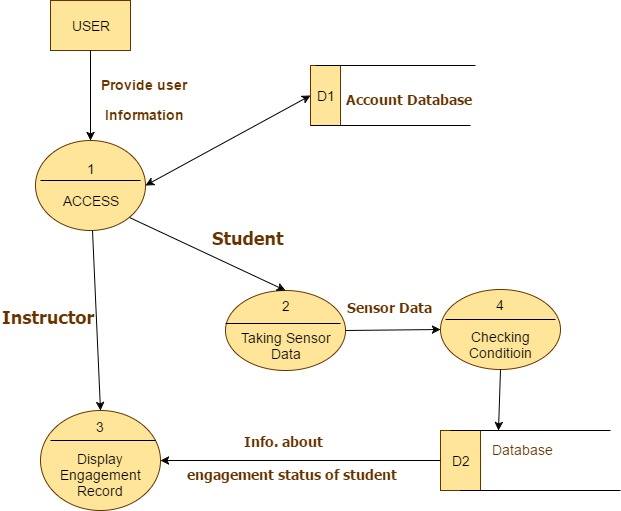 USER
Provide user
Information
D1
Account Database
1
ACCESS
Student
Instructor
2
Taking Sensor
Data
Sensor Data
4
Checking
Conditioin
3
Display
Engagement
Record
Info. about
engagement status of student
D2
Database